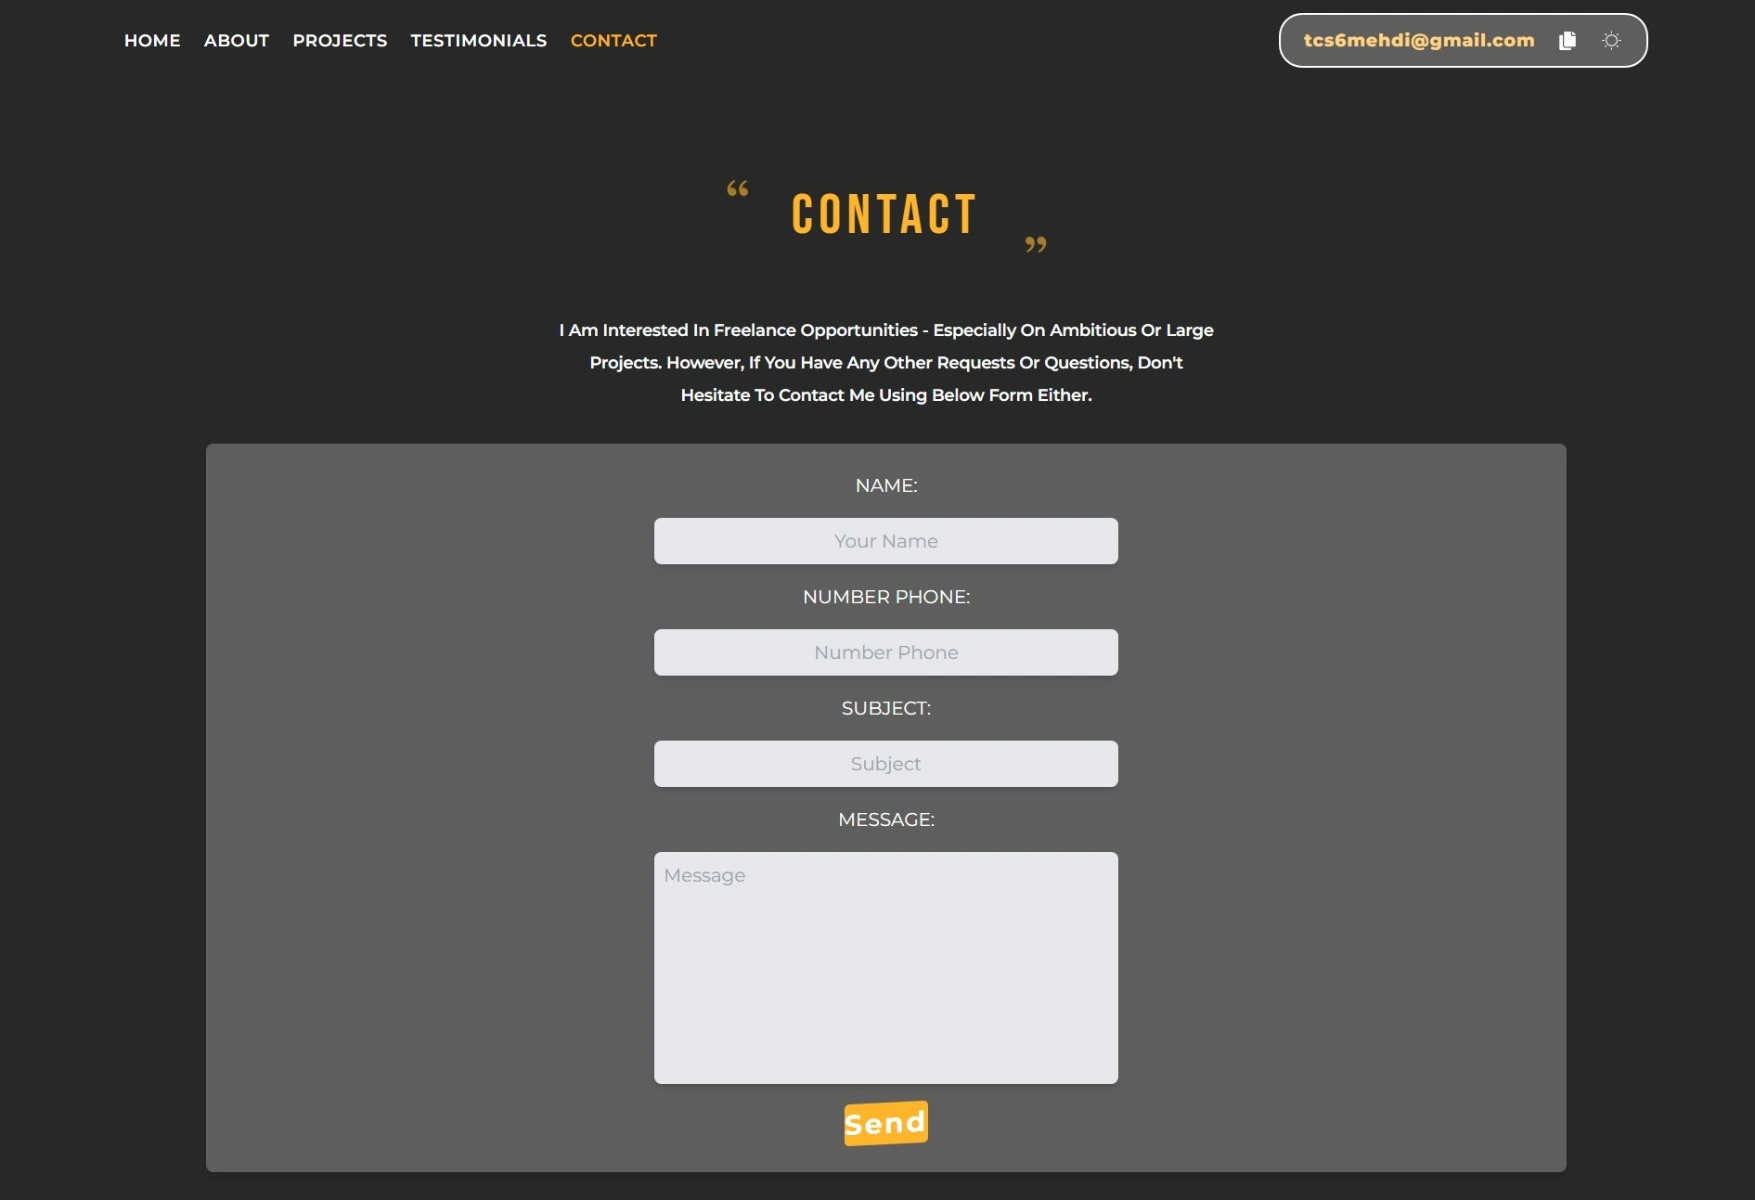 HOME ABOUT PROJECTS TESTIMONIALS CONTACT
tcs6mehdi@gmail.com
“ CONTACT ”
I Am Interested In Freelance Opportunities - Especially On Ambitious Or Large
Projects. However, If You Have Any Other Requests Or Questions, Don't
Hesitate To Contact Me Using Below Form Either.
NAME:
Your Name
NUMBER PHONE:
Number Phone
SUBJECT:
Subject
MESSAGE:
Message
Send